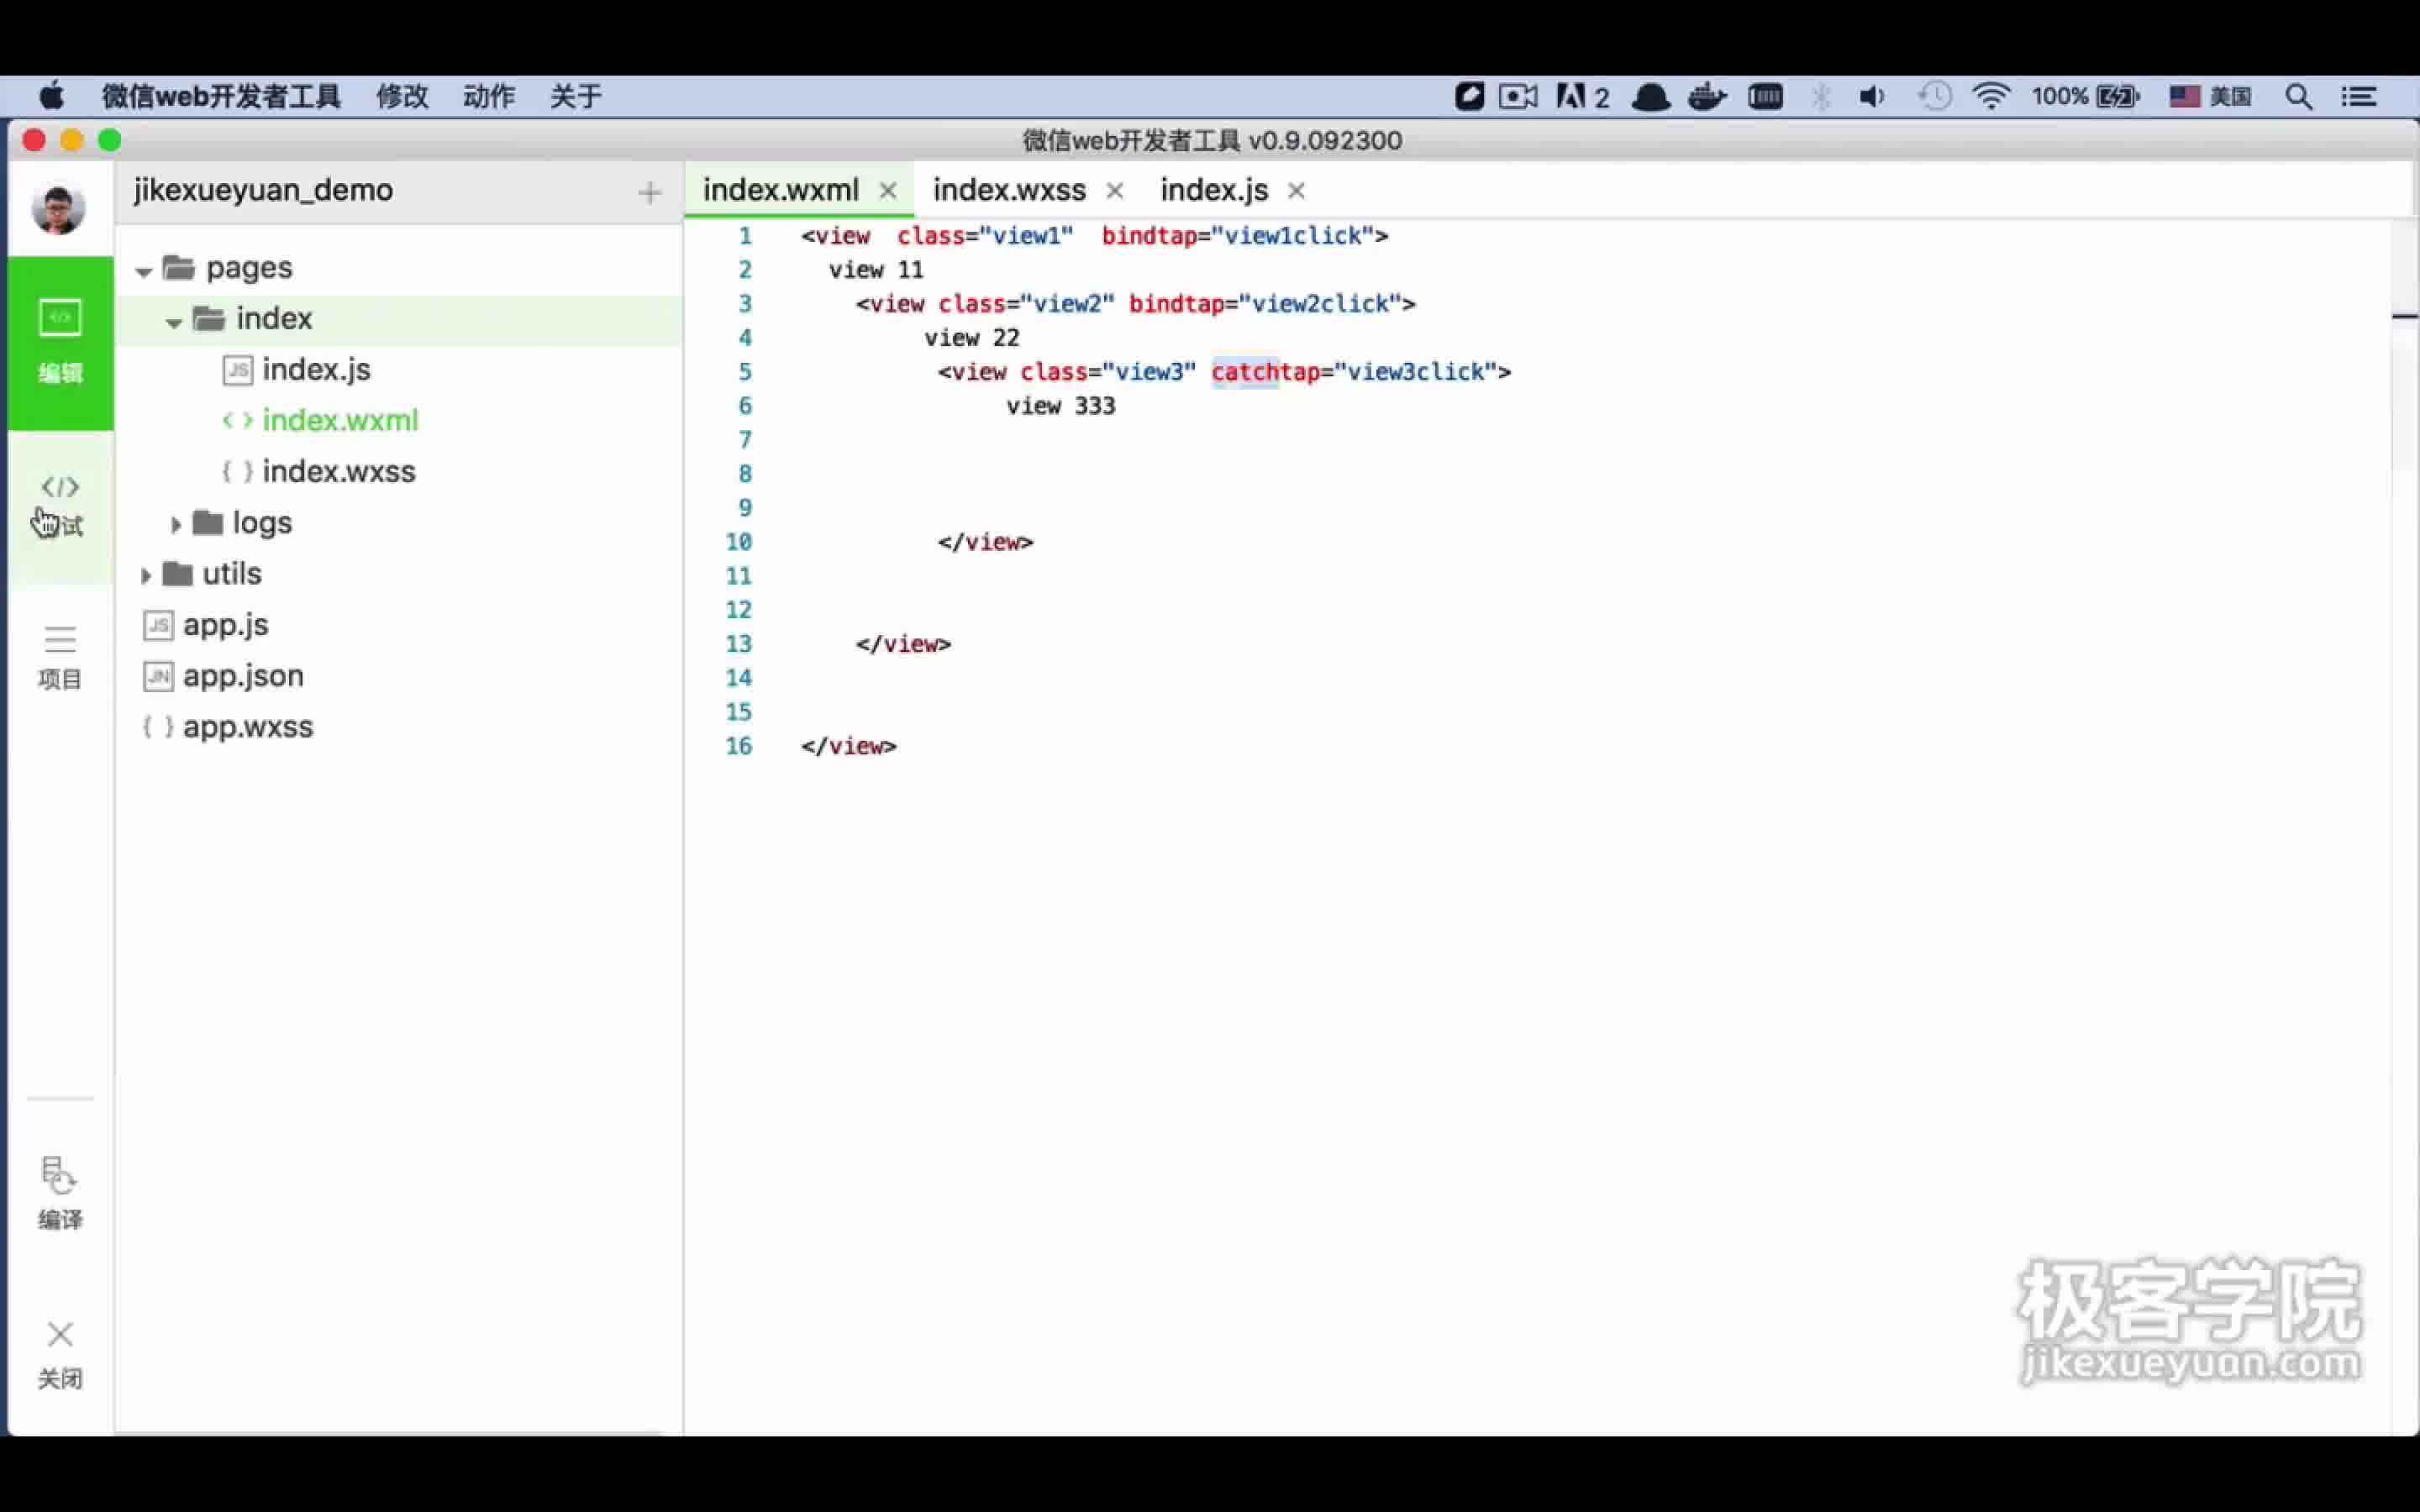 微信web开发者工具 修改 动作 关于 2 100% 美国
微信web开发者工具 v0.9.092300
jikexueyuan_demo
index.wxml index.wxss index.js
编辑
试
项目
编译
关闭
pages
index
JS index.js
< > index.wxml
{ } index.wxss
logs
utils
JS app.js
JN app.json
{ } app.wxss
1 <view  class="view1"  bindtap="view1click">
2 view 11
3 <view class="view2" bindtap="view2click">
4 view 22
5 <view class="view3" catchtap="view3click">
6 view 333
7
8
9
10 </view>
11
12
13 </view>
14
15
16 </view>
极客学院
jikexueyuan.com